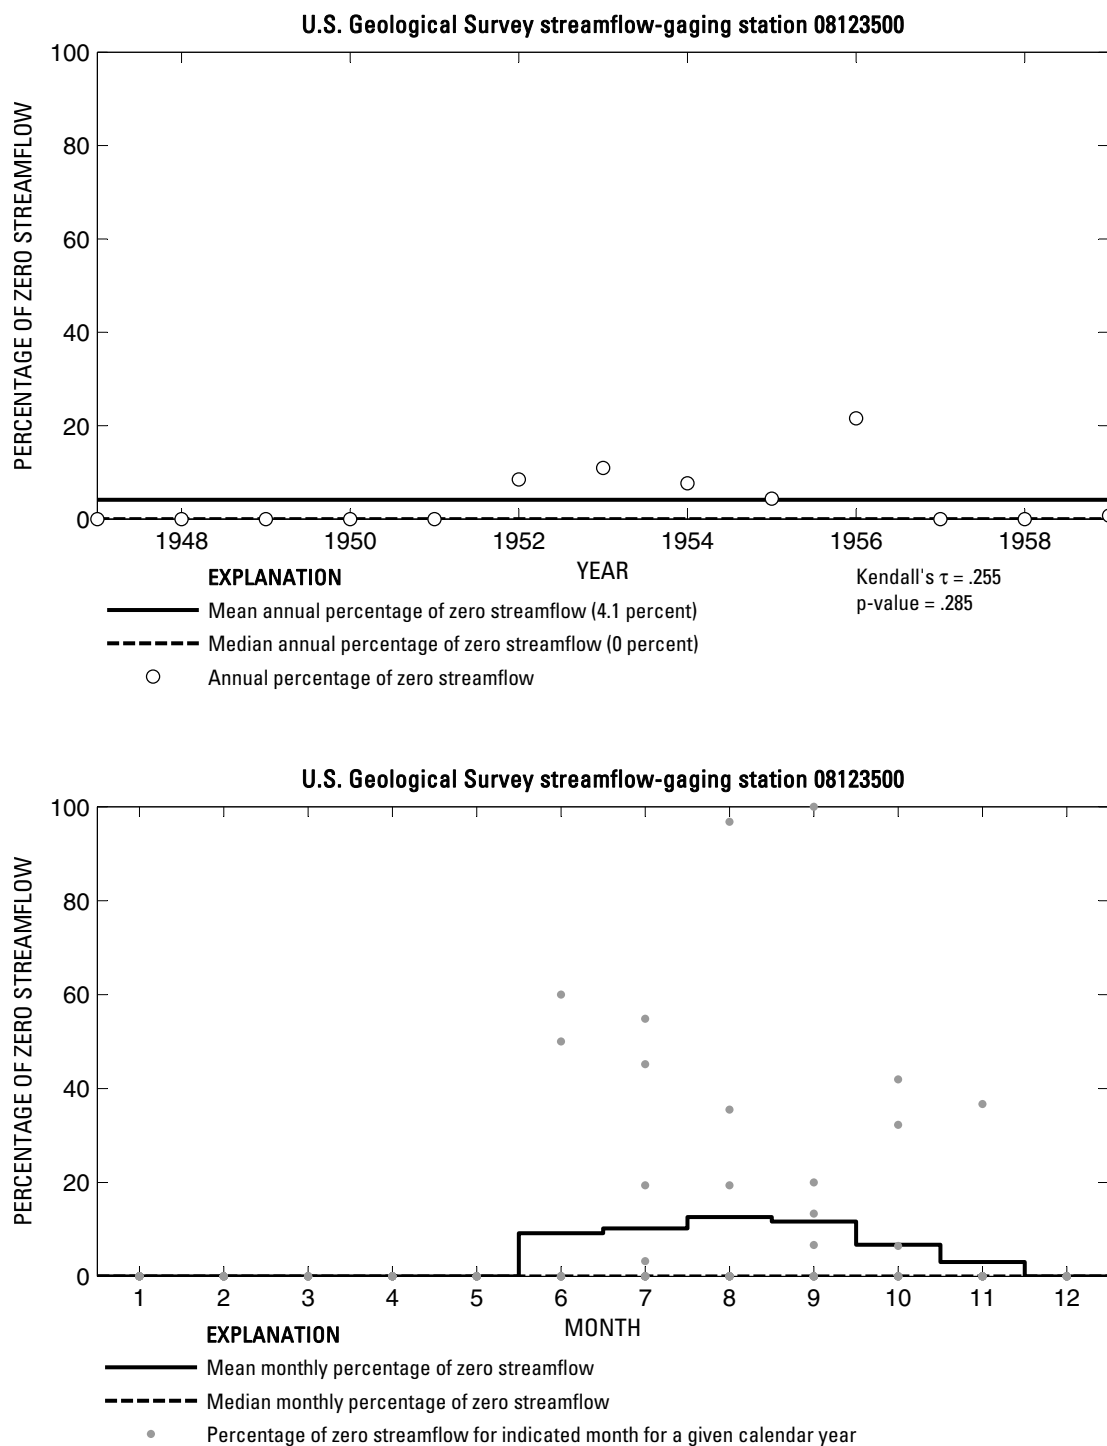 U.S. Geological Survey streamflow-gaging station 08123500
PERCENTAGE OF ZERO STREAMFLOW
100
80
60
40
20
0
1948 1950 1952 1954 1956 1958
YEAR
EXPLANATION
Mean annual percentage of zero streamflow (4.1 percent)
Median annual percentage of zero streamflow (0 percent)
Annual percentage of zero streamflow
Kendall's τ = .255
p-value = .285
U.S. Geological Survey streamflow-gaging station 08123500
PERCENTAGE OF ZERO STREAMFLOW
100
80
60
40
20
0
1 2 3 4 5 6 7 8 9 10 11 12
MONTH
EXPLANATION
Mean monthly percentage of zero streamflow
Median monthly percentage of zero streamflow
Percentage of zero streamflow for indicated month for a given calendar year